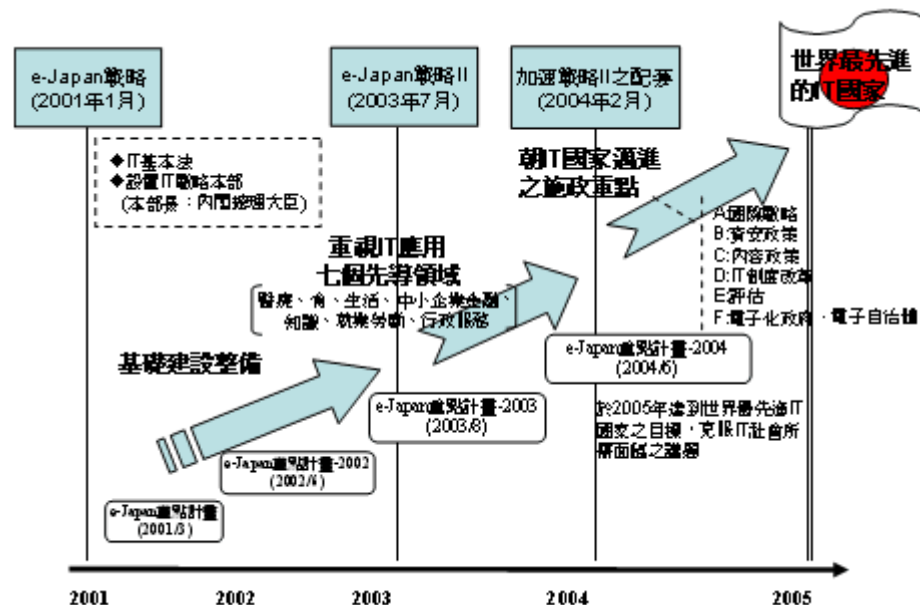 e-Japan戰略
(2001年1月)
e-Japan戰略II
(2003年7月)
加速戰略II之配套
(2004年2月)
世界最先進
的IT國家
◆IT基本法
◆設置IT戰略本部
(本部長：內閣總理大臣)
朝IT國家邁進
之施政重點
重視IT應用
七個先導領域
醫療、食、生活、中小企業金融、
知識、就業勞動、行政服務
A:國際戰略
B:資安政策
C:內容政策
D:IT制度改革
E:評估
F:電子化政府、電子自治體
基礎建設整備
e-Japan重點計畫-2004
(2004/6)
e-Japan重點計畫-2003
(2003/8)
於2005年達到世界最先進IT
國家之目標，克服IT社會所
需面臨之議題
e-Japan重點計畫-2002
(2002/6)
e-Japan重點計畫
(2001/3)
2001
2002
2003
2004
2005